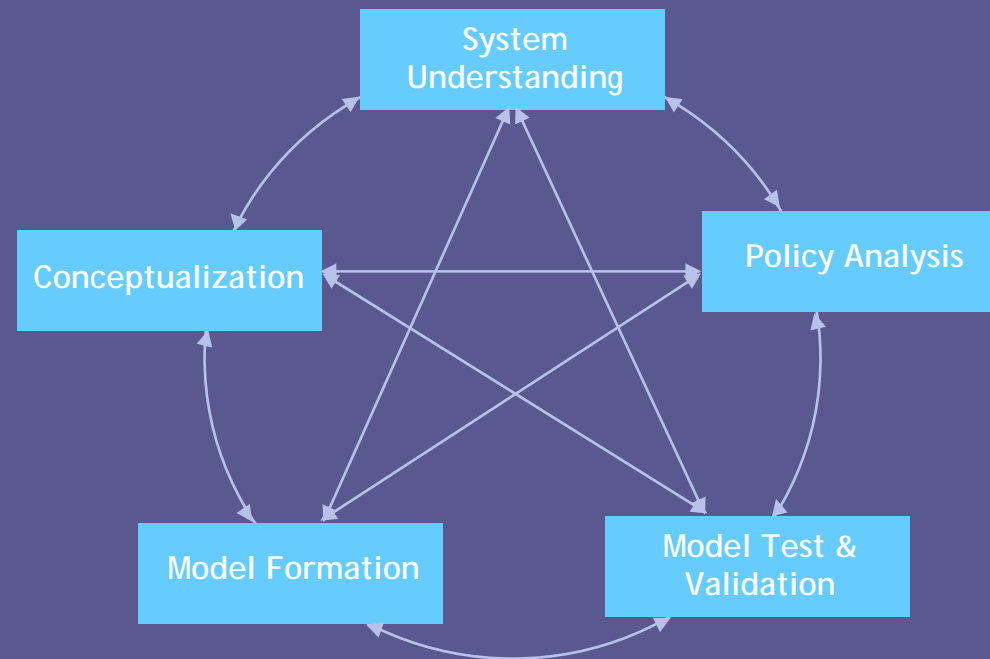 System
Understanding
Policy Analysis
Conceptualization
Model Formation
Model Test &
Validation